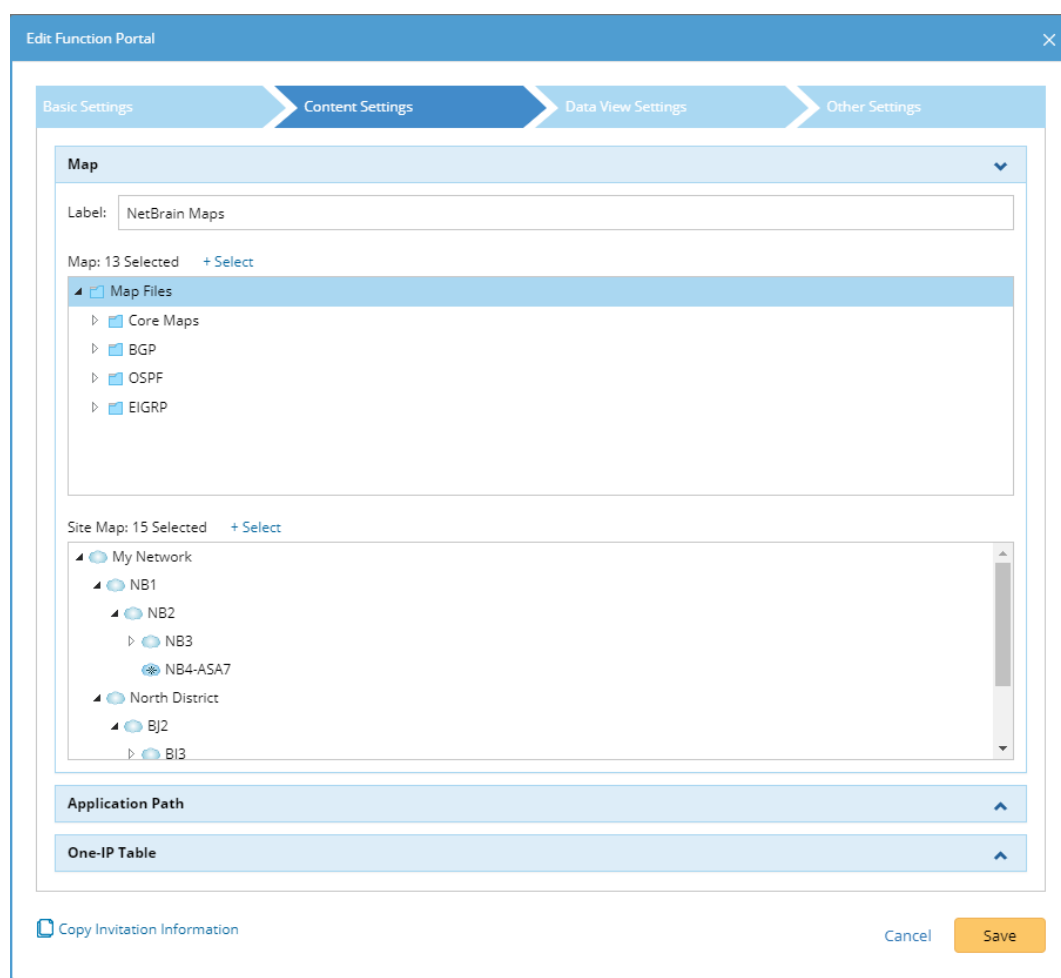 Edit Function Portal
Basic Settings
Content Settings
Data View Settings
Other Settings
Map
Label: NetBrain Maps
Map: 13 Selected + Select
Map Files
Core Maps
BGP
OSPF
EIGRP
Site Map: 15 Selected + Select
My Network
NB1
NB2
NB3
NB4-ASA7
North District
BJ2
BJ3
Application Path
One-IP Table
Copy Invitation Information
Cancel
Save